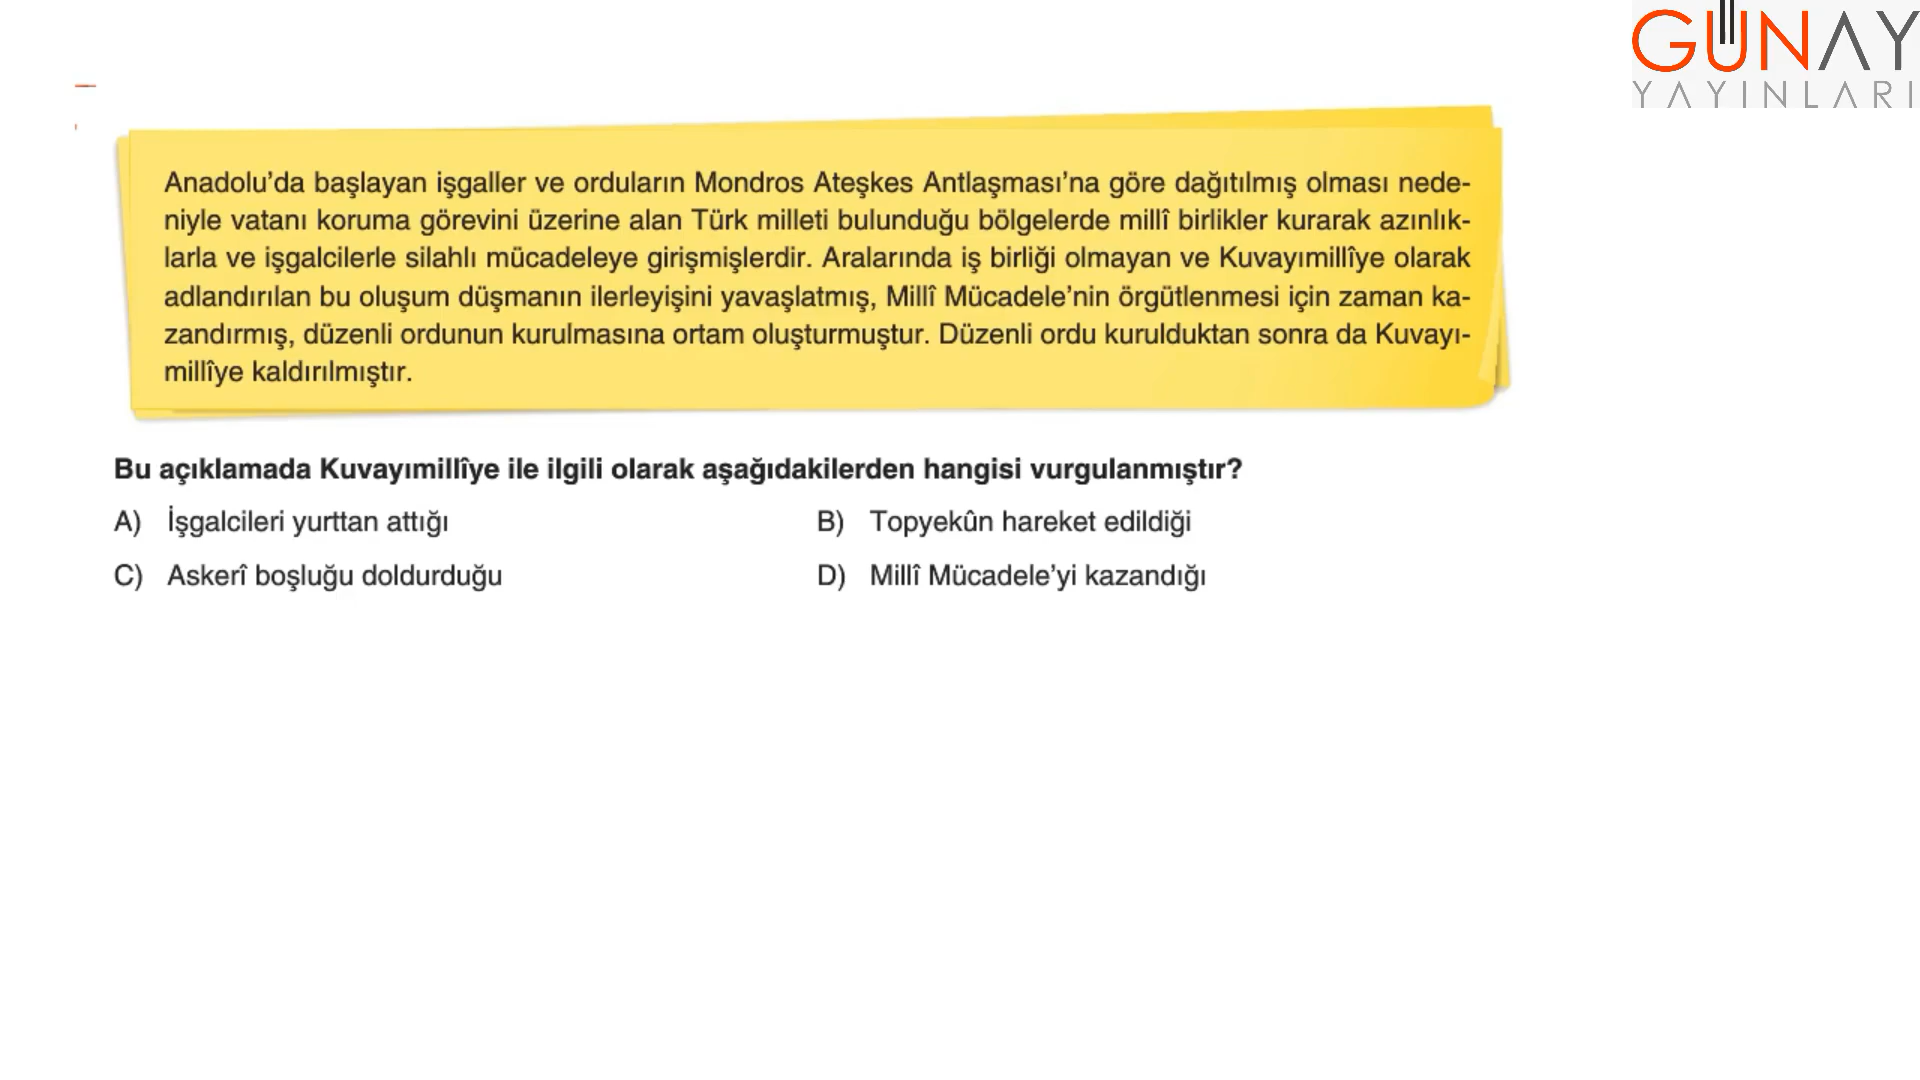 GÜNAY
YAYINLARI
Anadolu’da başlayan işgaller ve orduların Mondros Ateşkes Antlaşması’na göre dağıtılmış olması nede-
niyle vatanı koruma görevini üzerine alan Türk milleti bulunduğu bölgelerde millî birlikler kurarak azınlık-
larla ve işgalcilerle silahlı mücadeleye girişmişlerdir. Aralarında iş birliği olmayan ve Kuvayımillîye olarak
adlandırılan bu oluşum düşmanın ilerleyişini yavaşlatmış, Millî Mücadele’nin örgütlenmesi için zaman ka-
zandırmış, düzenli ordunun kurulmasına ortam oluşturmuştur. Düzenli ordu kurulduktan sonra da Kuvayı-
millîye kaldırılmıştır.
Bu açıklamada Kuvayımillîye ile ilgili olarak aşağıdakilerden hangisi vurgulanmıştır?
A) İşgalcileri yurttan attığı
B) Topyekûn hareket edildiği
C) Askerî boşluğu doldurduğu
D) Millî Mücadele’yi kazandığı